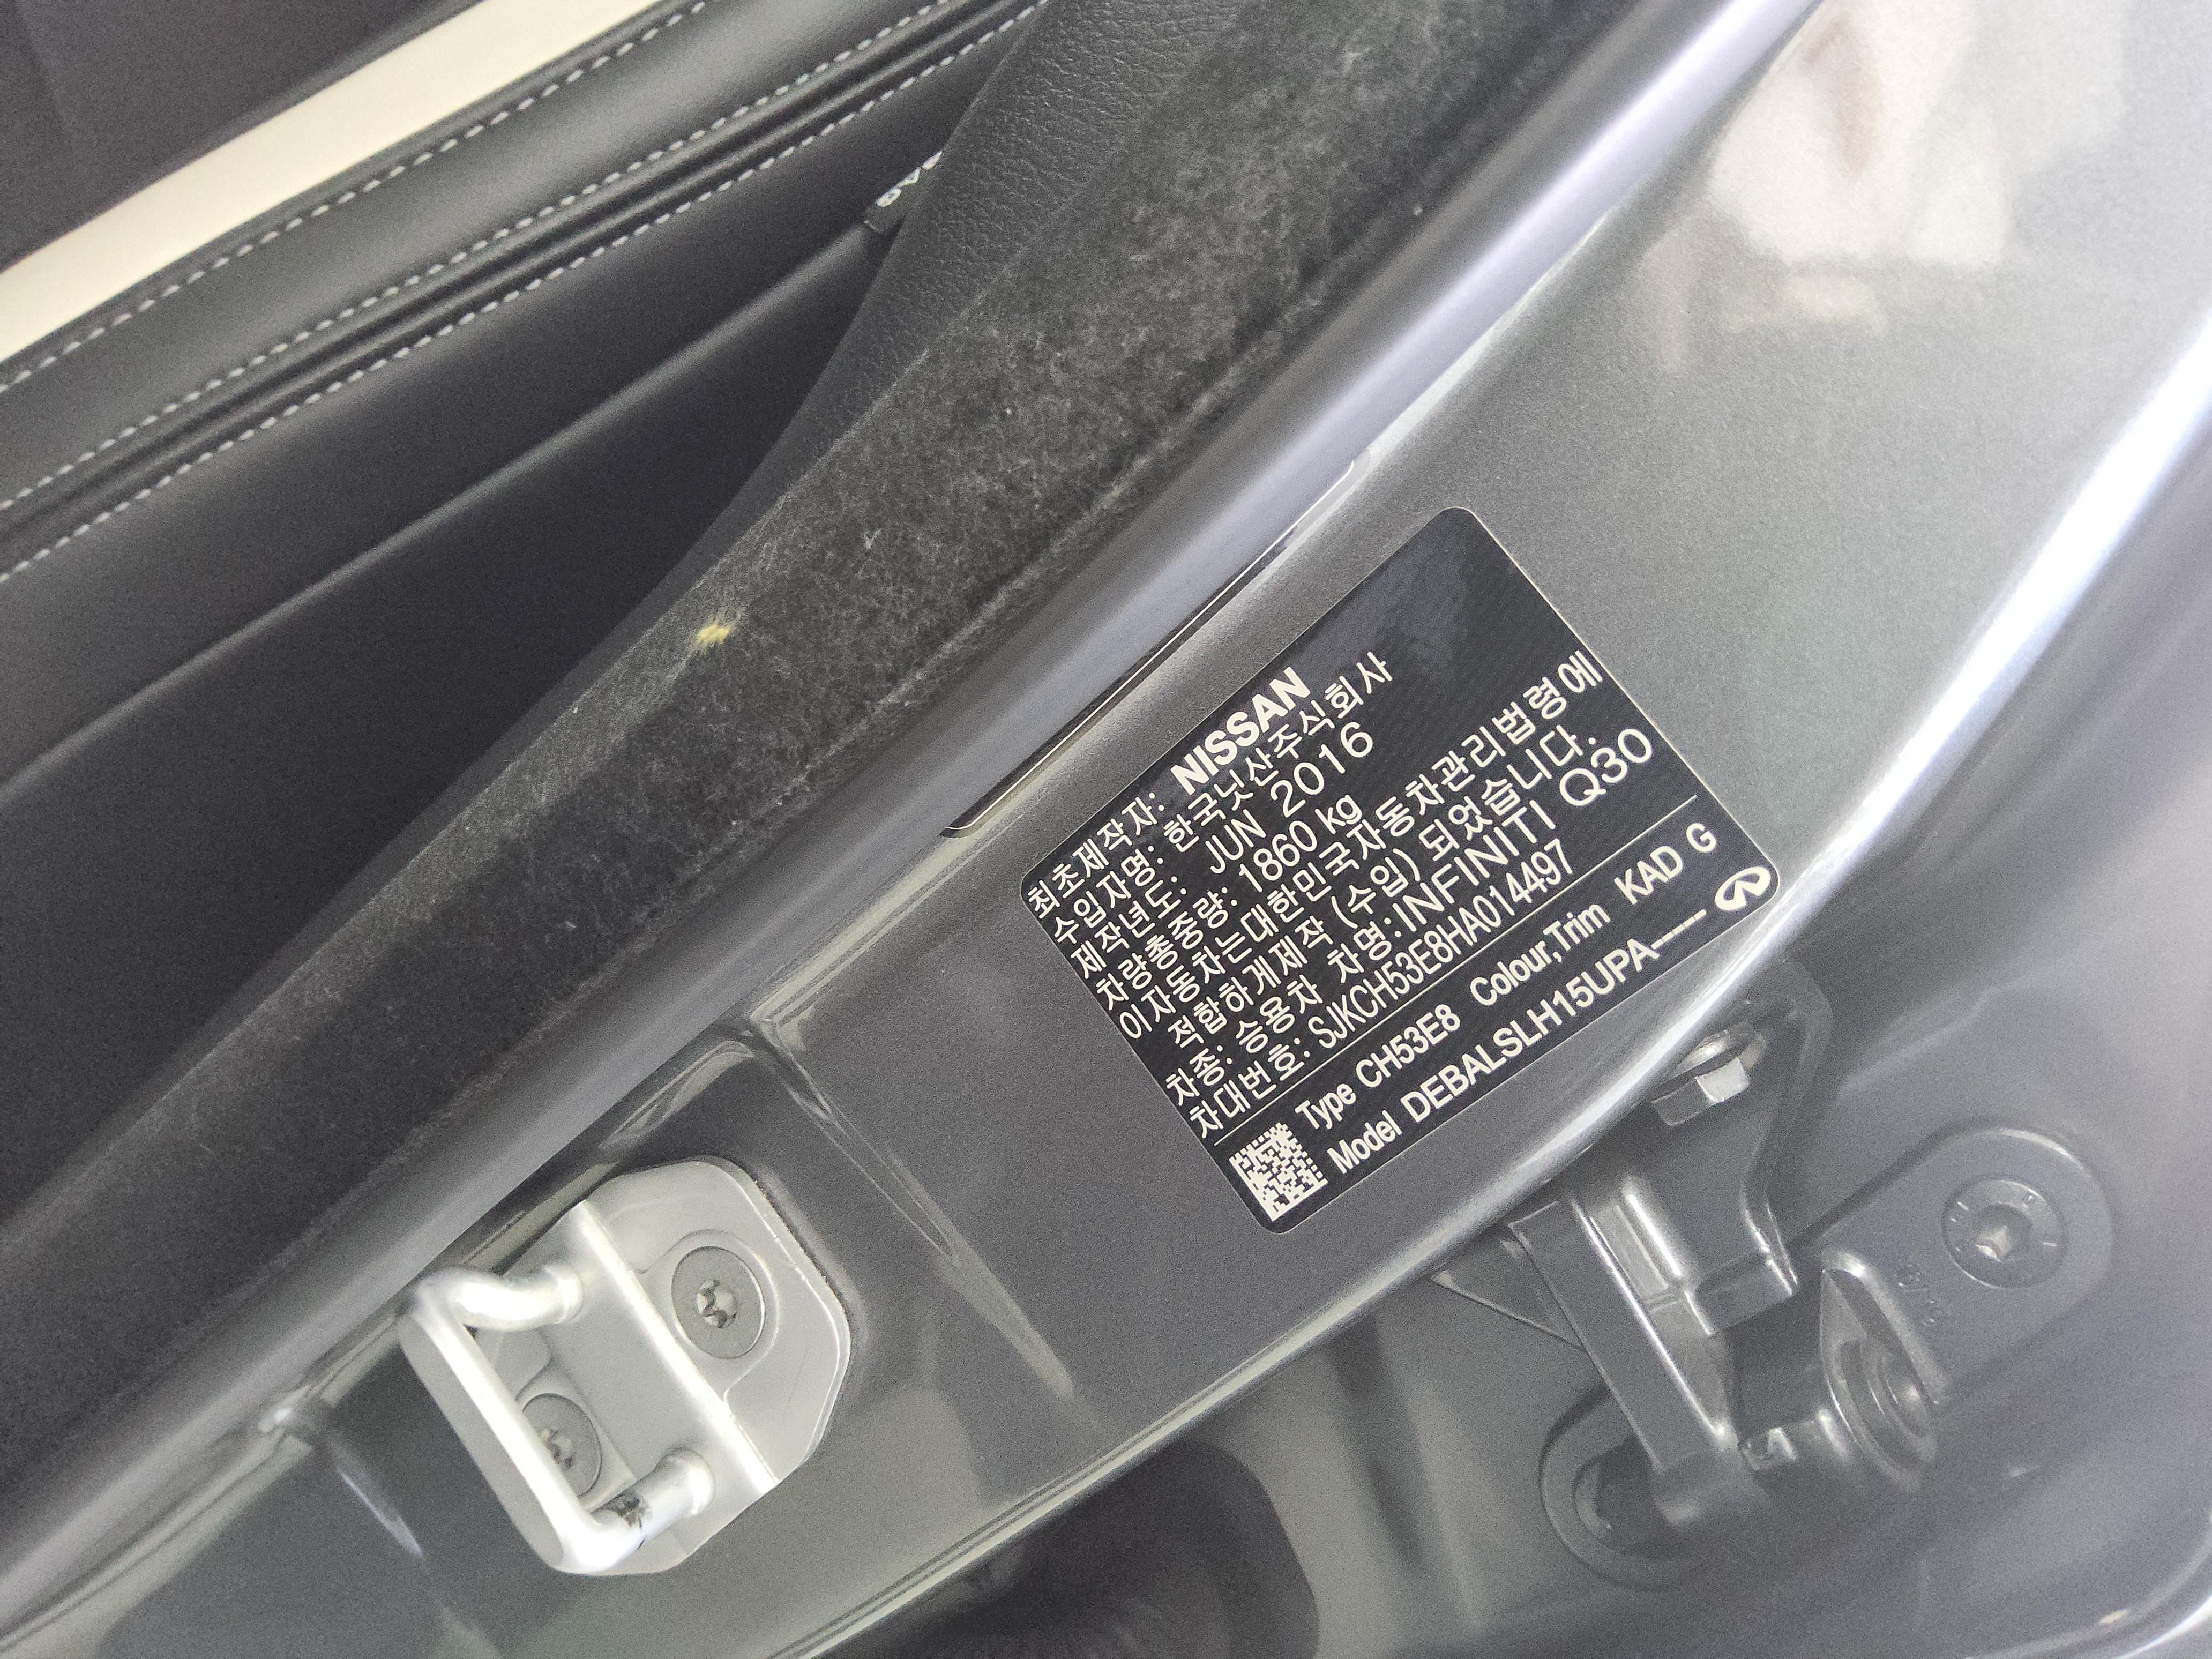 최초제작자: NISSAN
수입자명: 한국닛산주식회사
제작년도: JUN 2016
차량총중량: 1860 kg
이자동차는대한민국자동차관리법령에
적합하게제작 (수입) 되었습니다.
차종: 승용차 차명:INFINITI Q30
차대번호: SJKCH53E8HA014497
Type CH53E8 Colour,Trim KAD G
Model DEBALSLH15UPA-----